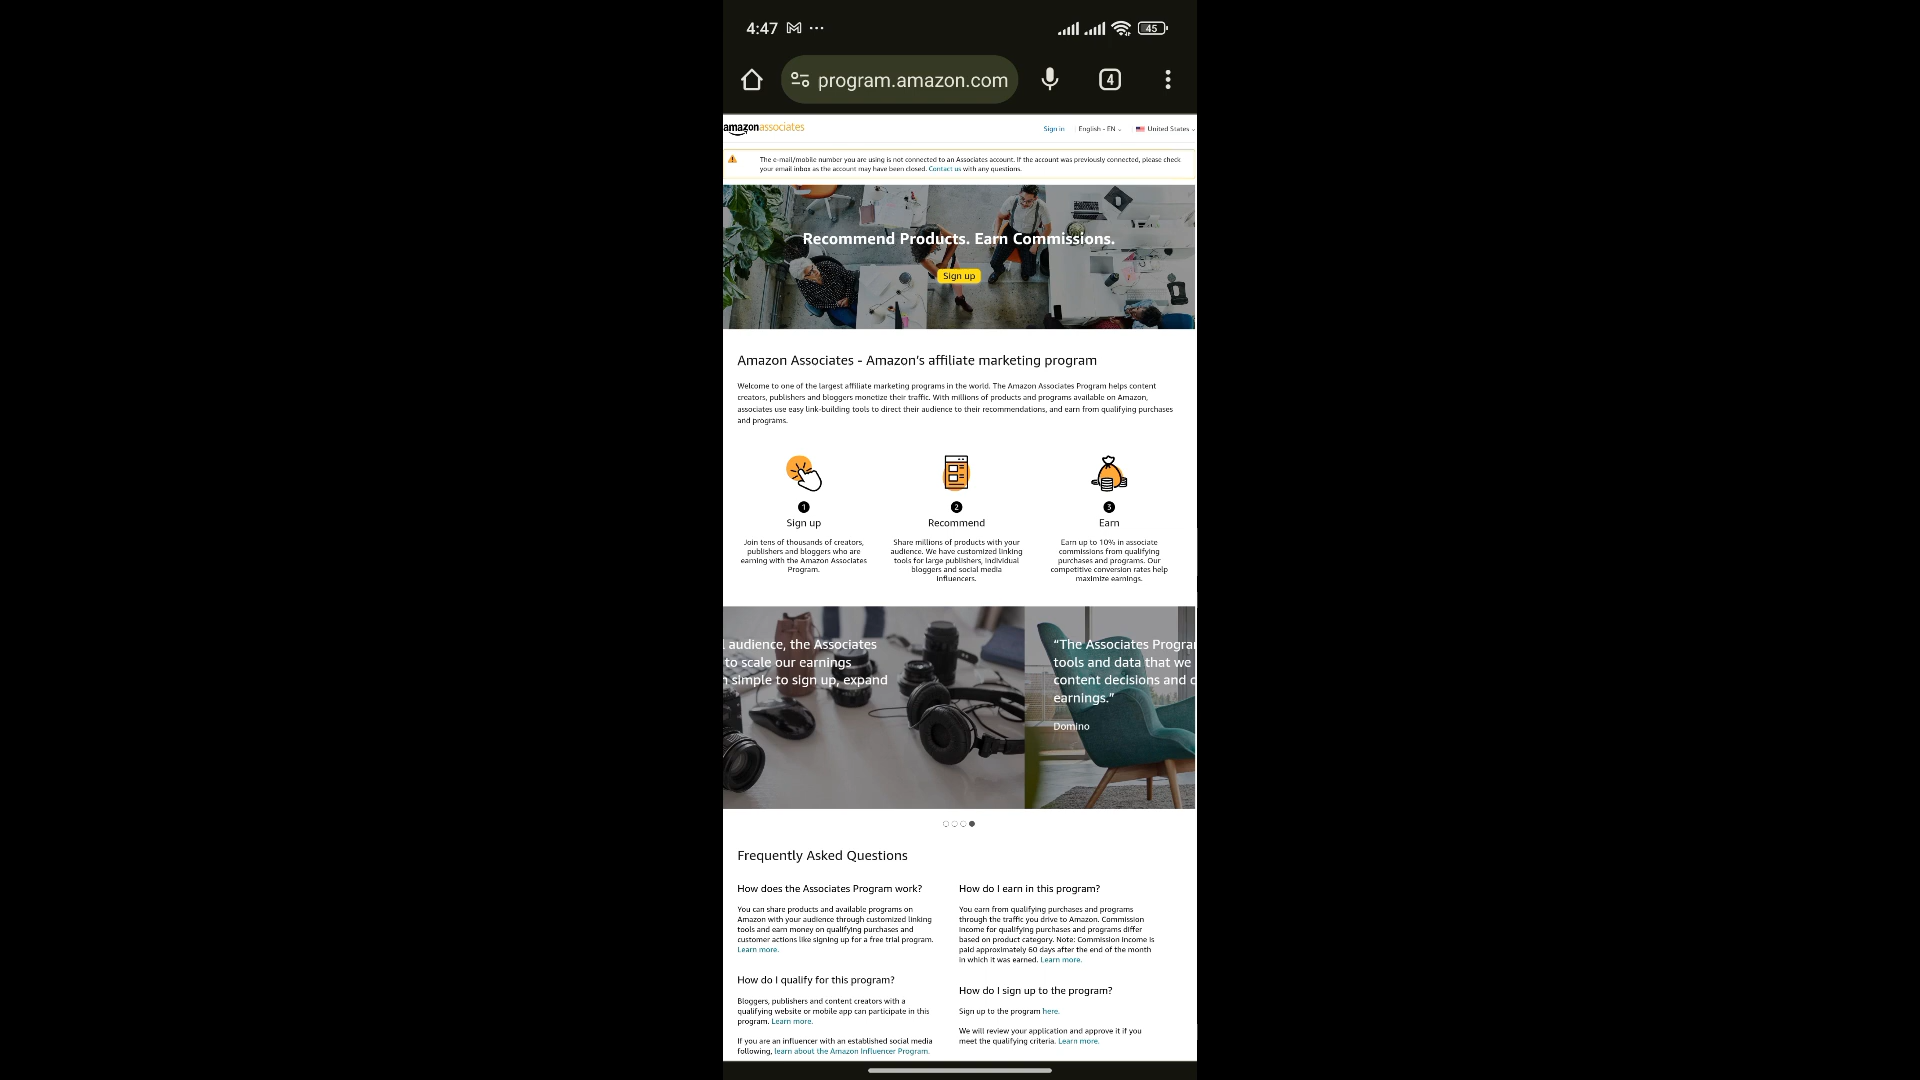 4:47
45
program.amazon.com
4
amazonassociates
Sign in
English - EN
United States
The e-mail/mobile number you are using is not connected to an Associates account. If the account was previously connected, please check
your email inbox as the account may have been closed. Contact us with any questions.
Recommend Products. Earn Commissions.
Sign up
Amazon Associates - Amazon's affiliate marketing program
Welcome to one of the largest affiliate marketing programs in the world. The Amazon Associates Program helps content
creators, publishers and bloggers monetize their traffic. With millions of products and programs available on Amazon,
associates use easy link-building tools to direct their audience to their recommendations, and earn from qualifying purchases
and programs.
1
Sign up
Join tens of thousands of creators,
publishers and bloggers who are
earning with the Amazon Associates
Program.
2
Recommend
Share millions of products with your
audience. We have customized linking
tools for large publishers, individual
bloggers and social media
influencers.
3
Earn
Earn up to 10% in associate
commissions from qualifying
purchases and programs. Our
competitive conversion rates help
maximize earnings.
audience, the Associates
to scale our earnings
simple to sign up, expand
“The Associates Progra
tools and data that we
content decisions and
earnings.”
Domino
Frequently Asked Questions
How does the Associates Program work?
You can share products and available programs on
Amazon with your audience through customized linking
tools and earn money on qualifying purchases and
customer actions like signing up for a free trial program.
Learn more.
How do I qualify for this program?
Bloggers, publishers and content creators with a
qualifying website or mobile app can participate in this
program. Learn more.
If you are an influencer with an established social media
following, learn about the Amazon Influencer Program.
How do I earn in this program?
You earn from qualifying purchases and programs
through the traffic you drive to Amazon. Commission
income for qualifying purchases and programs differ
based on product category. Note: Commission income is
paid approximately 60 days after the end of the month
in which it was earned. Learn more.
How do I sign up to the program?
Sign up to the program here.
We will review your application and approve it if you
meet the qualifying criteria. Learn more.